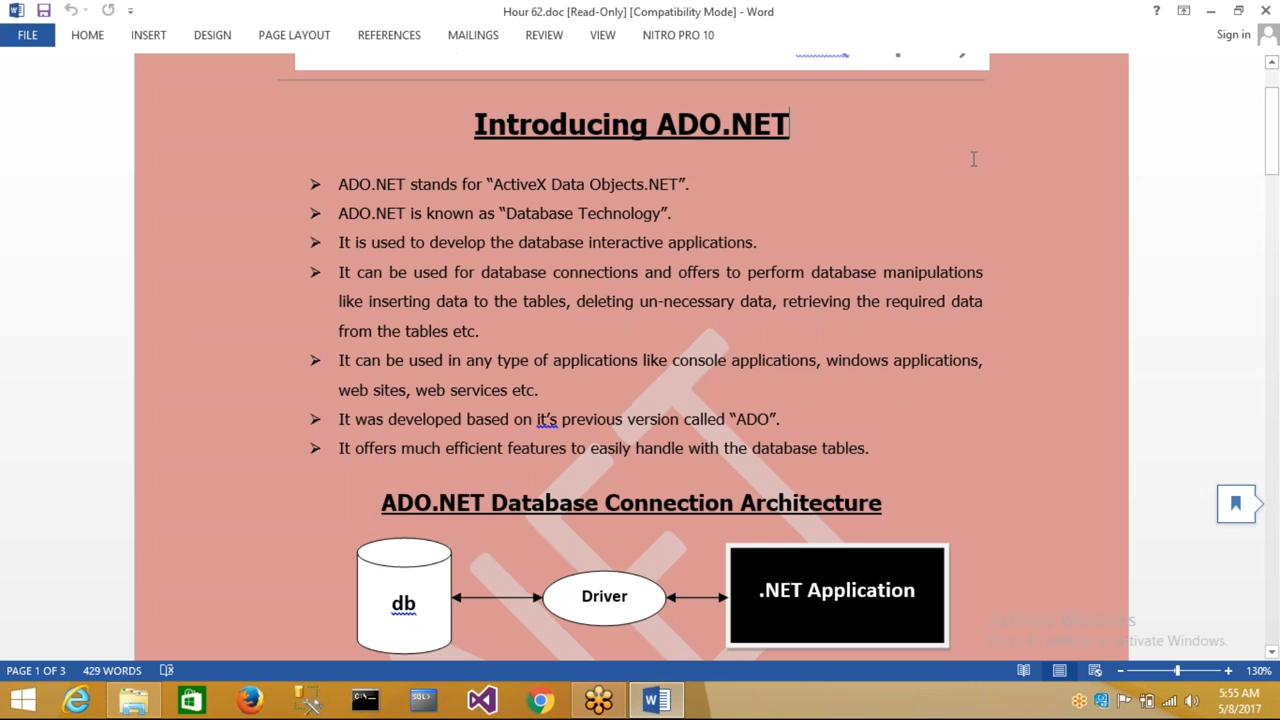 Hour 62.doc [Read-Only] [Compatibility Mode] - Word
FILE HOME INSERT DESIGN PAGE LAYOUT REFERENCES MAILINGS REVIEW VIEW NITRO PRO 10 Sign in
Introducing ADO.NET
ADO.NET stands for “ActiveX Data Objects.NET”.
ADO.NET is known as “Database Technology”.
It is used to develop the database interactive applications.
It can be used for database connections and offers to perform database manipulations
like inserting data to the tables, deleting un-necessary data, retrieving the required data
from the tables etc.
It can be used in any type of applications like console applications, windows applications,
web sites, web services etc.
It was developed based on it’s previous version called “ADO”.
It offers much efficient features to easily handle with the database tables.
ADO.NET Database Connection Architecture
db
Driver
.NET Application
Activate Windows
activate Windows.
PAGE 1 OF 3 429 WORDS 130%
5:55 AM
5/8/2017